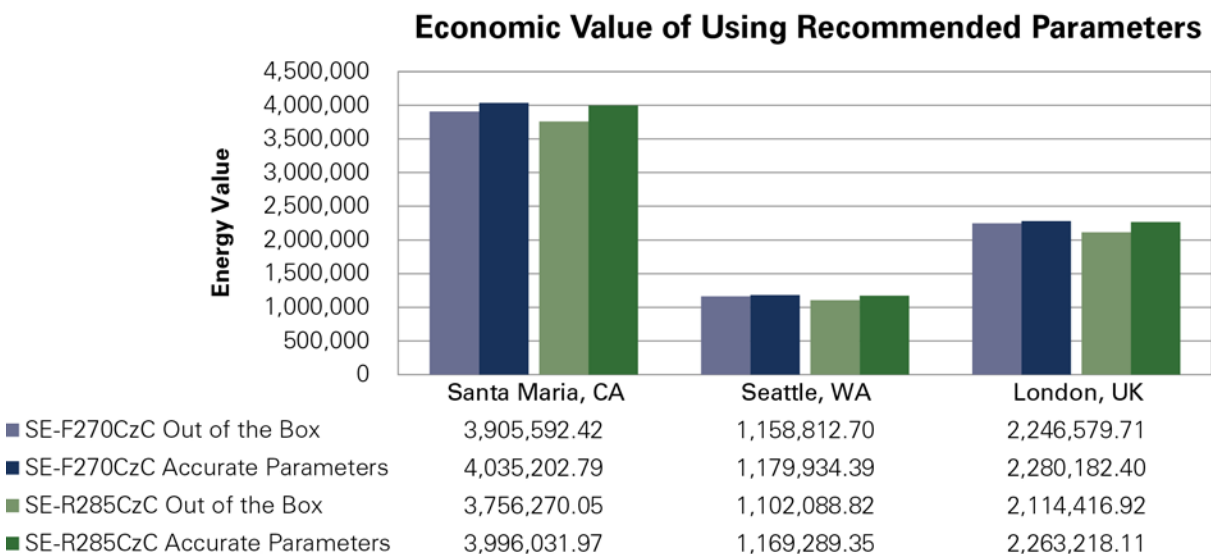 Economic Value of Using Recommended Parameters
Energy Value
4,500,000
4,000,000
3,500,000
3,000,000
2,500,000
2,000,000
1,500,000
1,000,000
500,000
0
Santa Maria, CA Seattle, WA London, UK
SE-F270CzC Out of the Box 3,905,592.42 1,158,812.70 2,246,579.71
SE-F270CzC Accurate Parameters 4,035,202.79 1,179,934.39 2,280,182.40
SE-R285CzC Out of the Box 3,756,270.05 1,102,088.82 2,114,416.92
SE-R285CzC Accurate Parameters 3,996,031.97 1,169,289.35 2,263,218.11